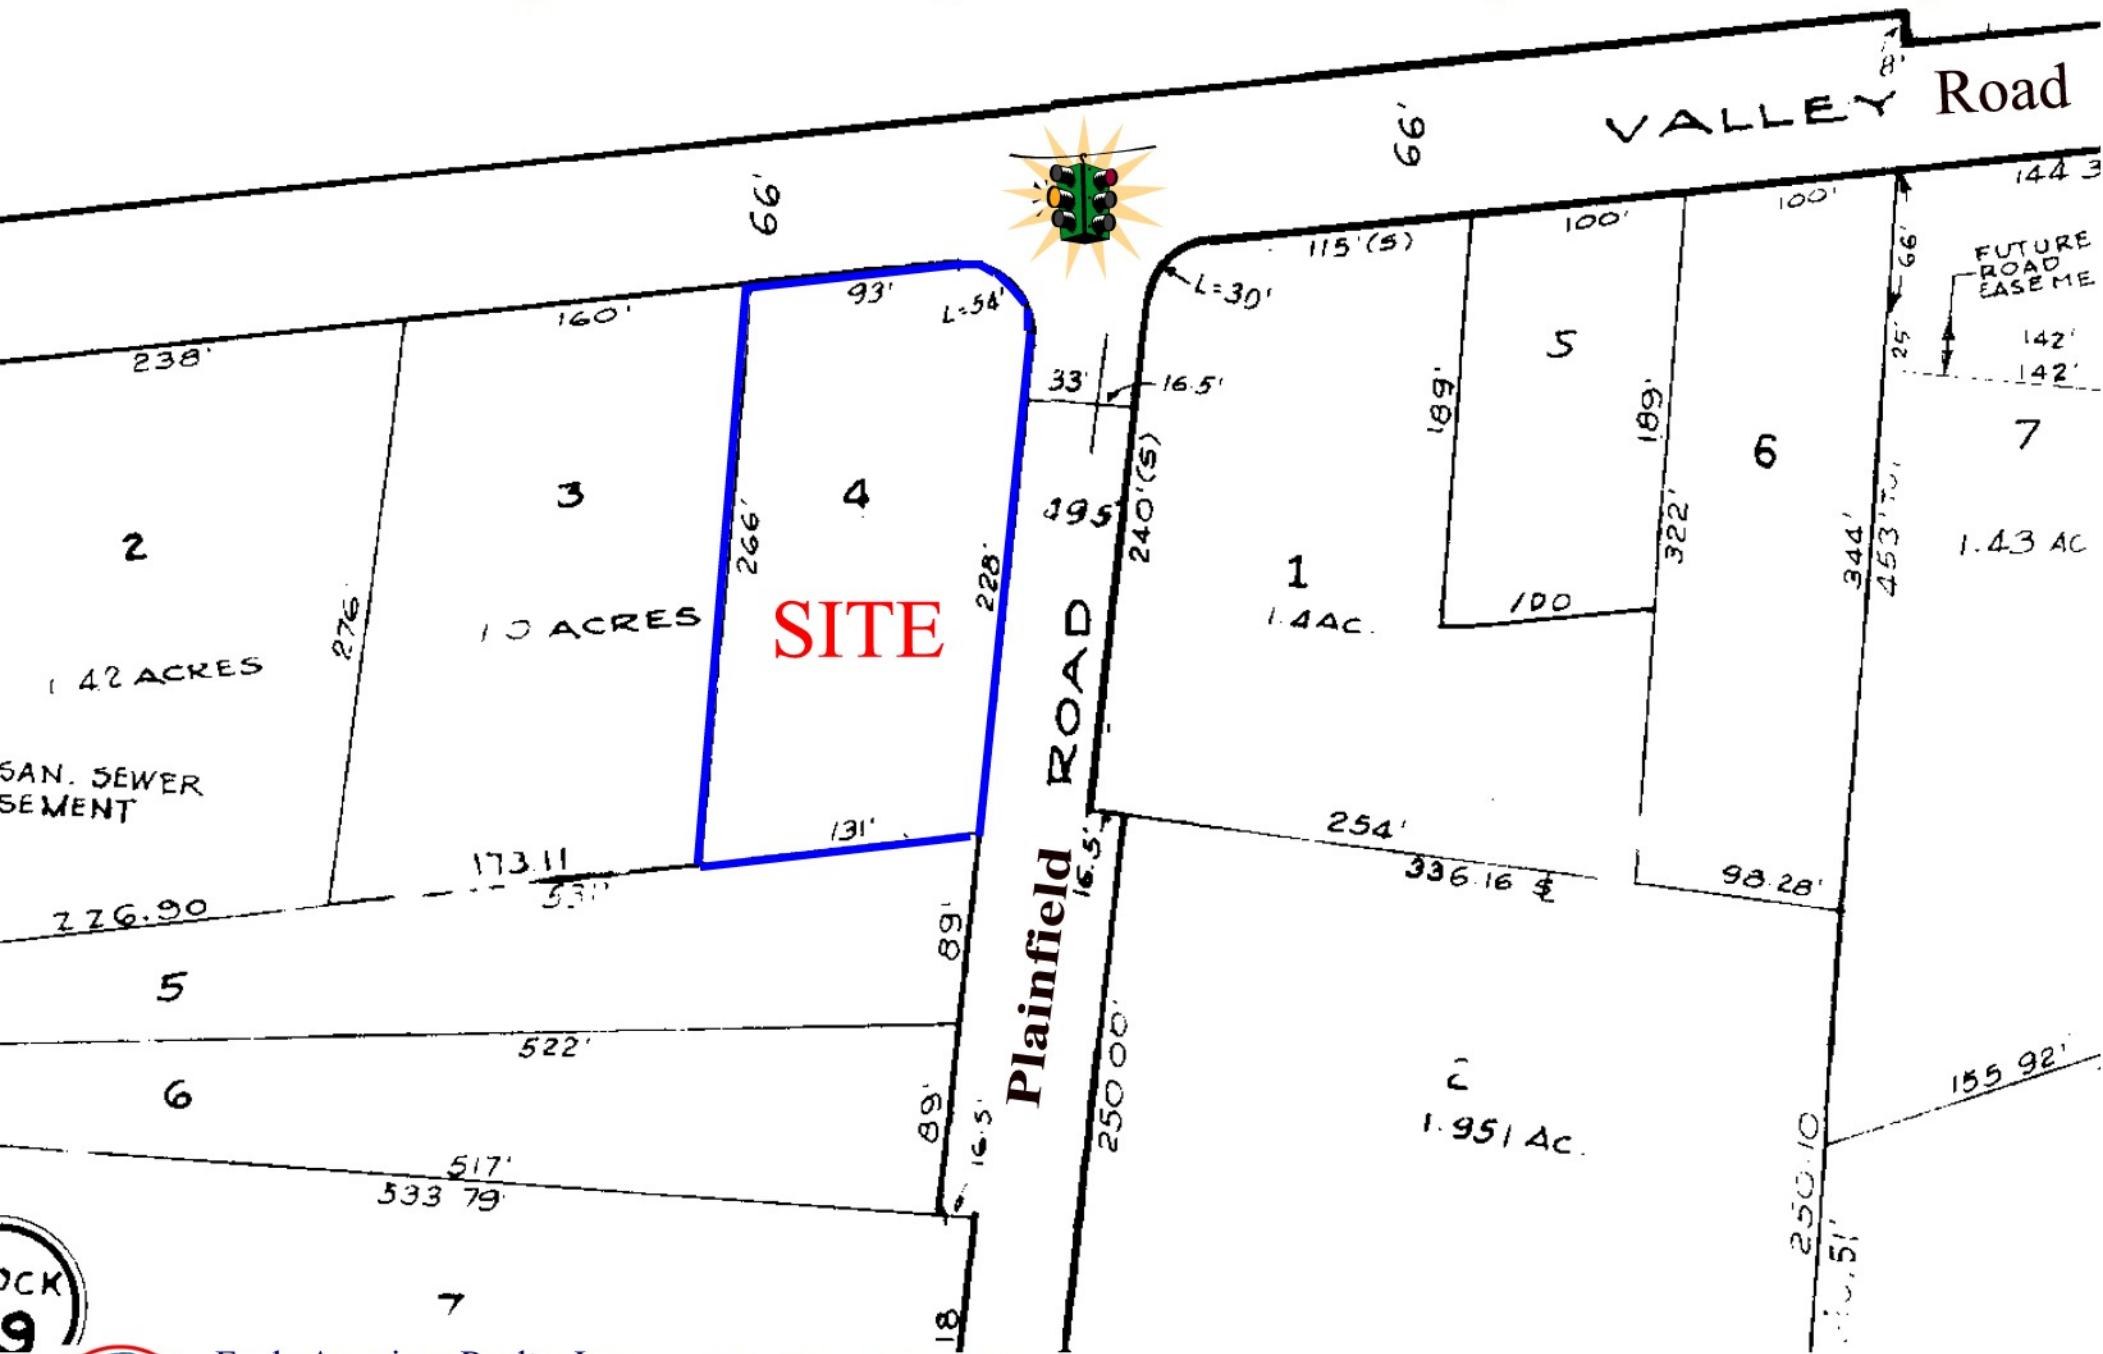 8'
VALLEY Road
66'
66'
100'
100'
115'(S)
L=30'
93'
L=54'
160'
238'
66'
FUTURE
ROAD
EASEME
25'
142'
142'
33'
16.5'
5
189'
189'
6
7
2
3
4
276'
266'
228'
195'
240'(S)
1
1.4 AC.
100
322'
344'
453'
1.43 AC
SITE
ACRES
42 ACRES
SAN. SEWER
SEMENT
ROAD
131'
173.11
226.90
254'
336.16 ℄
98.28'
16.5'
89'
Plainfield
5
522'
6
89'
16.5'
250 00'
1.951 AC.
155 92'
250.10
517'
533 79'
7
OCK
9
18